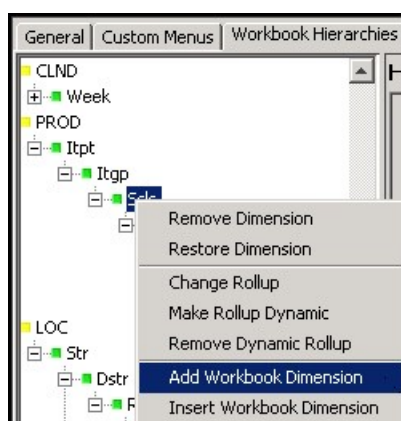 General Custom Menus Workbook Hierarchies
CLND
Week
PROD
Itpt
Itgp
Remove Dimension
Restore Dimension
Change Rollup
Make Rollup Dynamic
Remove Dynamic Rollup
LOC
Str
Dstr
Add Workbook Dimension
Insert Workbook Dimension